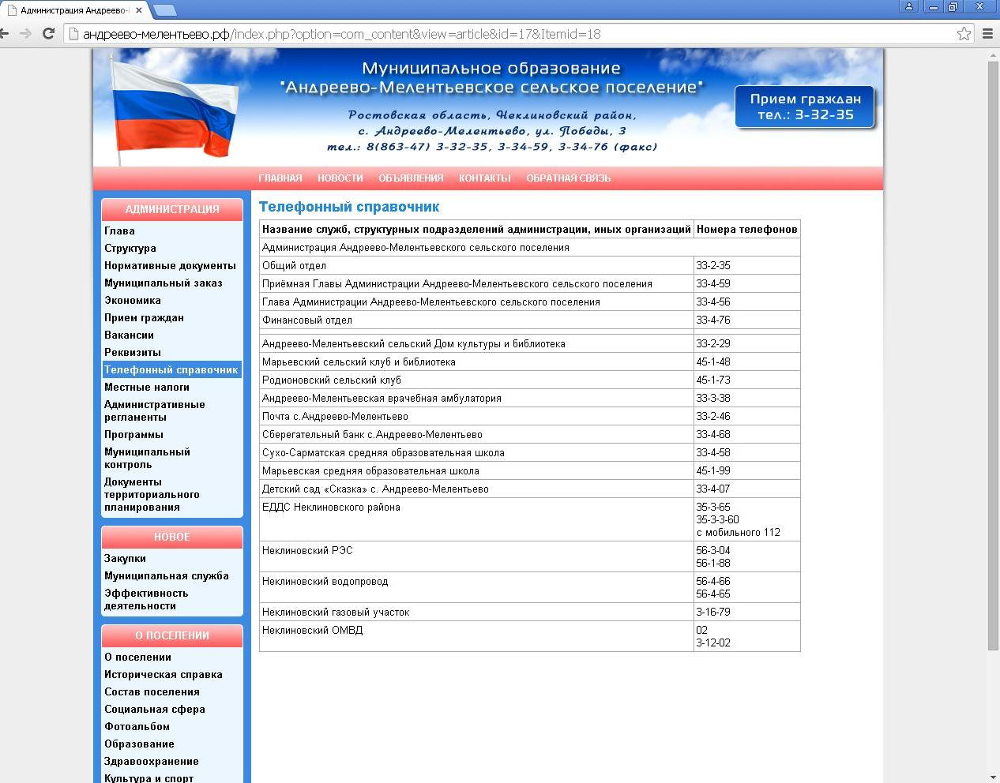 Администрация Андреево-
андреево-мелентьево.рф/index.php?option=com_content&view=article&id=17&Itemid=18
Муниципальное образование
"Андреево-Мелентьевское сельское поселение"
Ростовская область, Неклиновский район,
с. Андреево-Мелентьево, ул. Победы, 3
тел.: 8(863-47) 3-32-35, 3-34-59, 3-34-76 (факс)
Прием граждан
тел.: 3-32-35
ГЛАВНАЯ НОВОСТИ ОБЪЯВЛЕНИЯ КОНТАКТЫ ОБРАТНАЯ СВЯЗЬ
АДМИНИСТРАЦИЯ
Глава
Структура
Нормативные документы
Муниципальный заказ
Экономика
Прием граждан
Вакансии
Реквизиты
Телефонный справочник
Местные налоги
Административные
регламенты
Программы
Муниципальный
контроль
Документы
территориального
планирования
НОВОЕ
Закупки
Муниципальная служба
Эффективность
деятельности
О ПОСЕЛЕНИИ
О поселении
Историческая справка
Состав поселения
Социальная сфера
Фотоальбом
Образование
Здравоохранение
Культура и спорт
Телефонный справочник
Название служб, структурных подразделений администрации, иных организаций Номера телефонов
Администрация Андреево-Мелентьевского сельского поселения
Общий отдел 33-2-35
Приёмная Главы Администрации Андреево-Мелентьевского сельского поселения 33-4-59
Глава Администрации Андреево-Мелентьевского сельского поселения 33-4-56
Финансовый отдел 33-4-76
Андреево-Мелентьевский сельский Дом культуры и библиотека 33-2-29
Марьевский сельский клуб и библиотека 45-1-48
Родионовский сельский клуб 45-1-73
Андреево-Мелентьевская врачебная амбулатория 33-3-38
Почта с.Андреево-Мелентьево 33-2-46
Сберегательный банк с.Андреево-Мелентьево 33-4-68
Сухо-Сарматская средняя образовательная школа 33-4-58
Марьевская средняя образовательная школа 45-1-99
Детский сад «Сказка» с. Андреево-Мелентьево 33-4-07
ЕДДС Неклиновского района 35-3-65
35-3-3-60
с мобильного 112
Неклиновский РЭС 56-3-04
56-1-88
Неклиновский водопровод 56-4-66
56-4-65
Неклиновский газовый участок 3-16-79
Неклиновский ОМВД 02
3-12-02